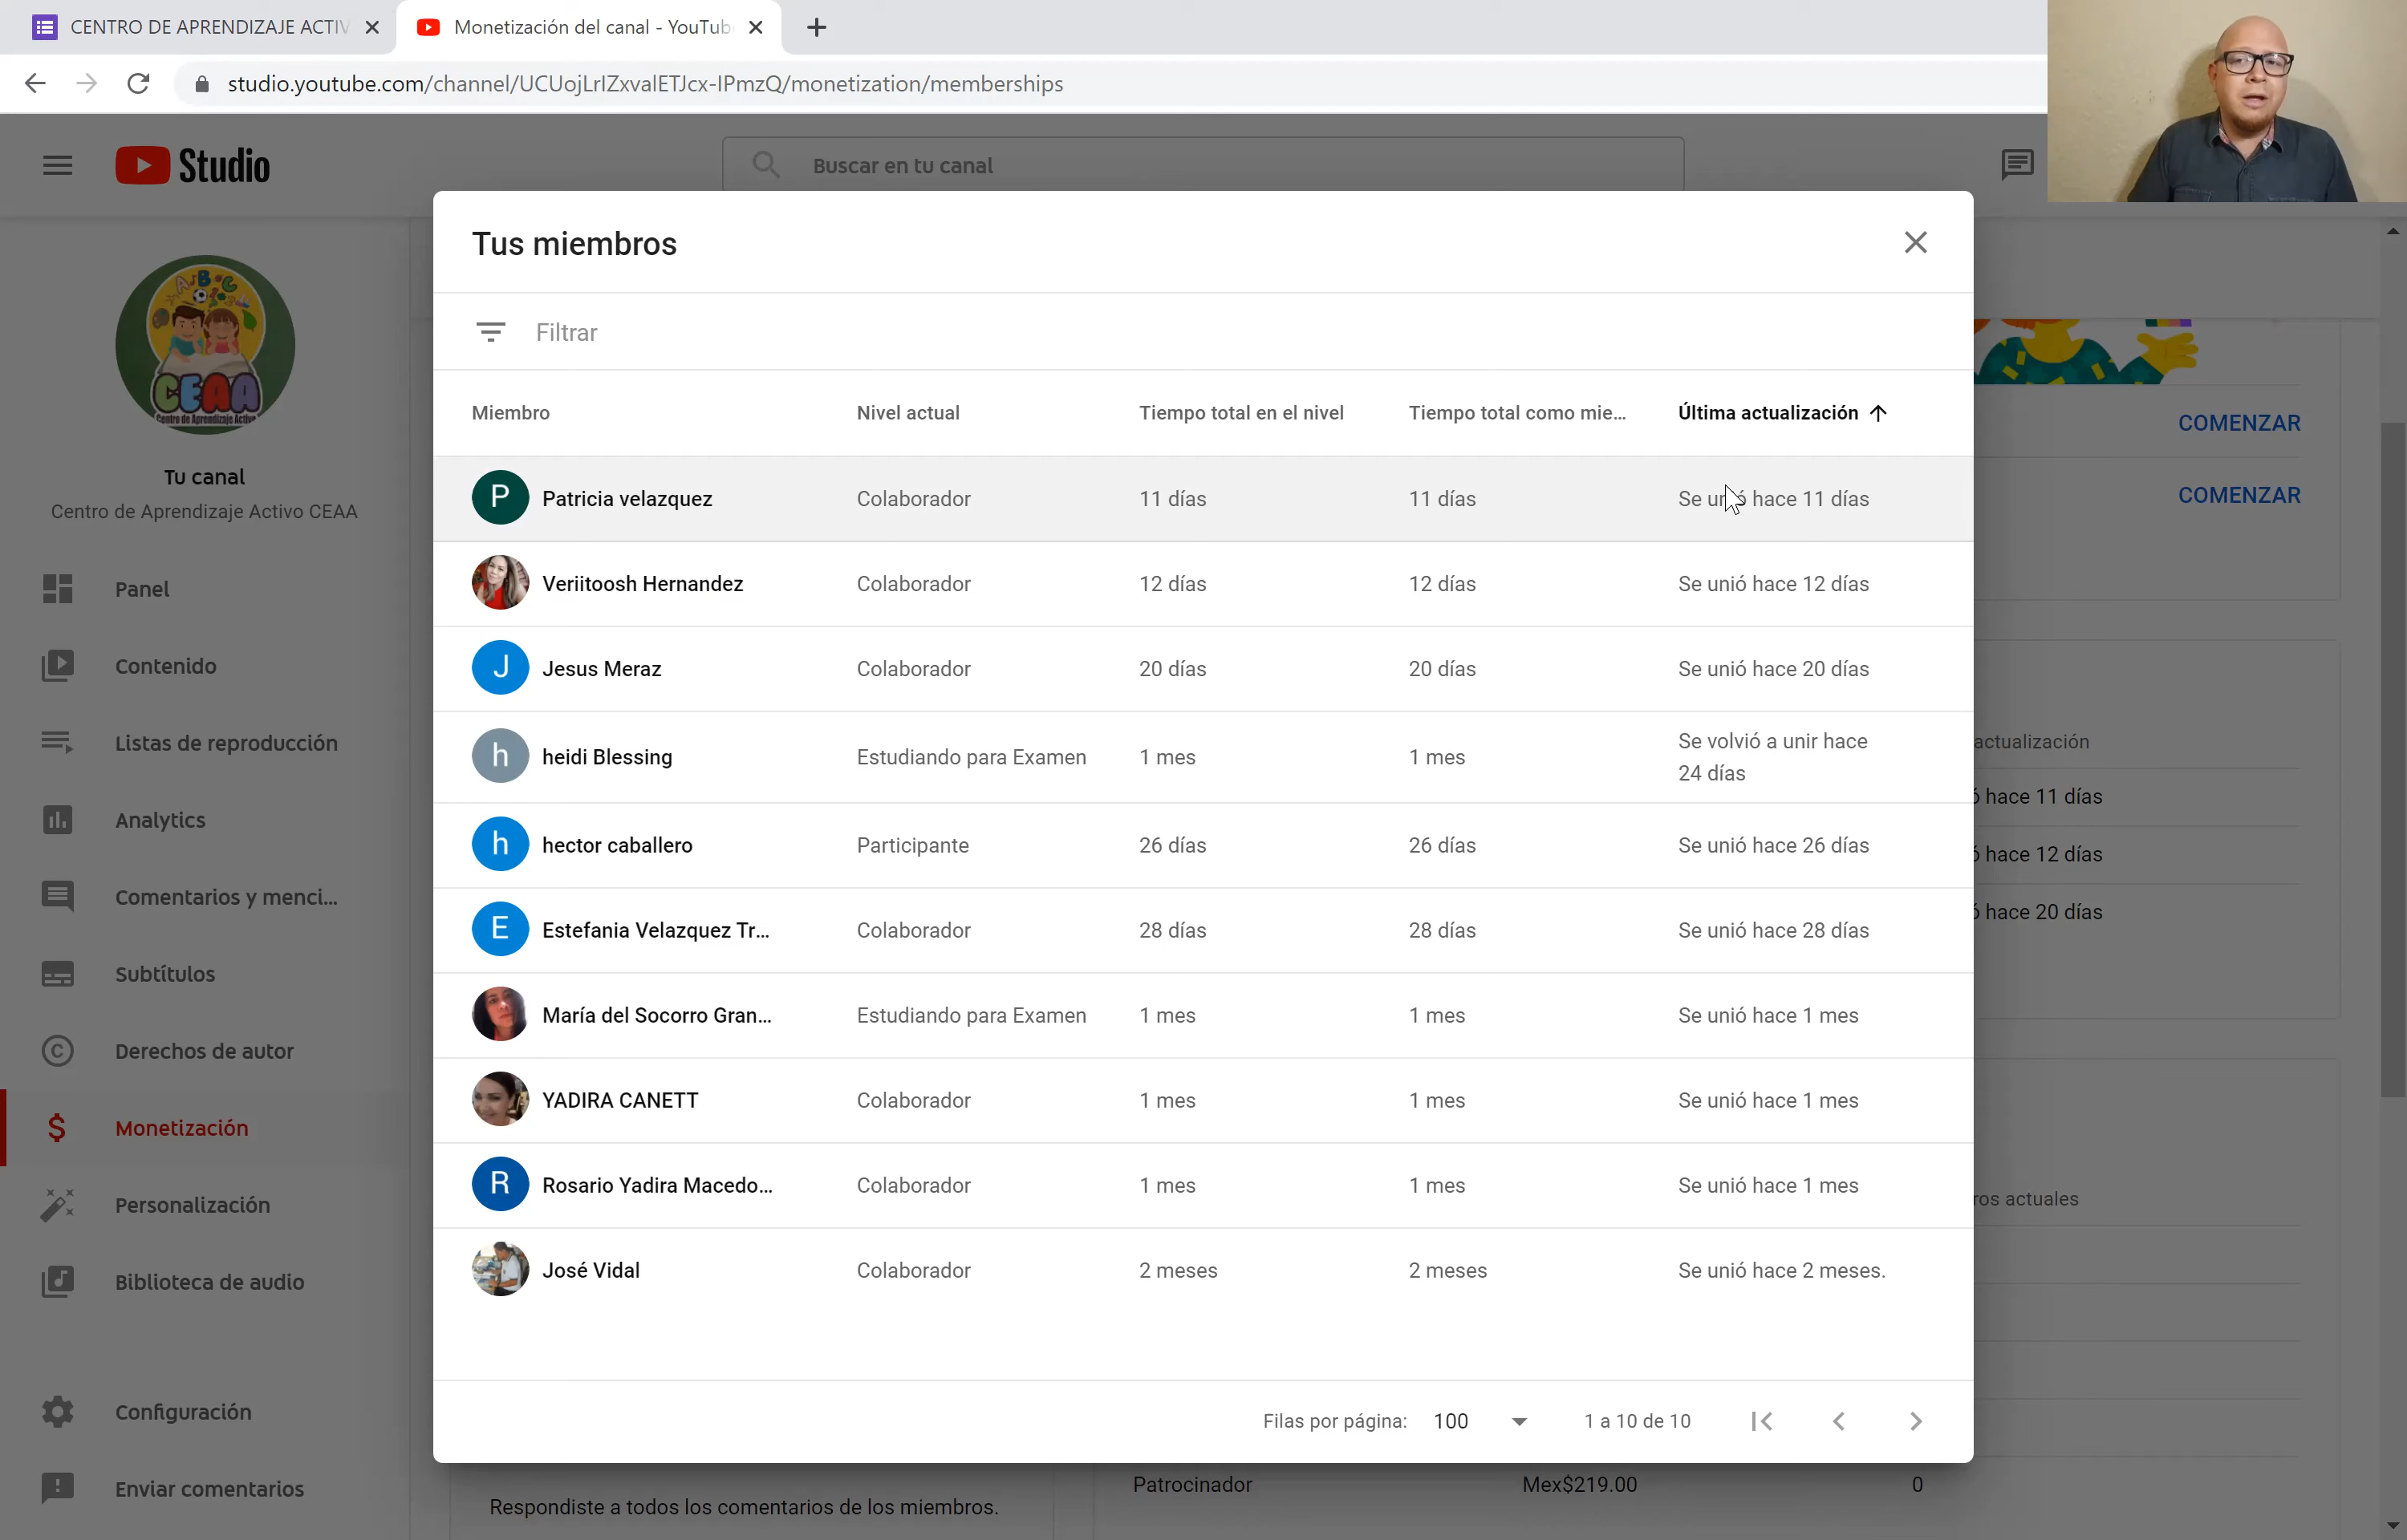 CENTRO DE APRENDIZAJE ACTIV
Monetización del canal - YouTub
studio.youtube.com/channel/UCUojLrIZxvalETJcx-IPmzQ/monetization/memberships
Studio
Buscar en tu canal
Tus miembros
Filtrar
Miembro Nivel actual Tiempo total en el nivel Tiempo total como mie... Última actualización
Patricia velazquez Colaborador 11 días 11 días Se unió hace 11 días
Veriitoosh Hernandez Colaborador 12 días 12 días Se unió hace 12 días
Jesus Meraz Colaborador 20 días 20 días Se unió hace 20 días
heidi Blessing Estudiando para Examen 1 mes 1 mes Se volvió a unir hace
24 días
hector caballero Participante 26 días 26 días Se unió hace 26 días
Estefania Velazquez Tr... Colaborador 28 días 28 días Se unió hace 28 días
María del Socorro Gran... Estudiando para Examen 1 mes 1 mes Se unió hace 1 mes
YADIRA CANETT Colaborador 1 mes 1 mes Se unió hace 1 mes
Rosario Yadira Macedo... Colaborador 1 mes 1 mes Se unió hace 1 mes
José Vidal Colaborador 2 meses 2 meses Se unió hace 2 meses.
Filas por página: 100 1 a 10 de 10
A B C
CEAA
Centro de Aprendizaje Activo
Tu canal
Centro de Aprendizaje Activo CEAA
Panel
Contenido
Listas de reproducción
Analytics
Comentarios y menci...
Subtítulos
Derechos de autor
Monetización
Personalización
Biblioteca de audio
Configuración
Enviar comentarios
COMENZAR
COMENZAR
actualización
ó hace 11 días
ó hace 12 días
ó hace 20 días
ros actuales
Patrocinador Mex$219.00 0
Respondiste a todos los comentarios de los miembros.